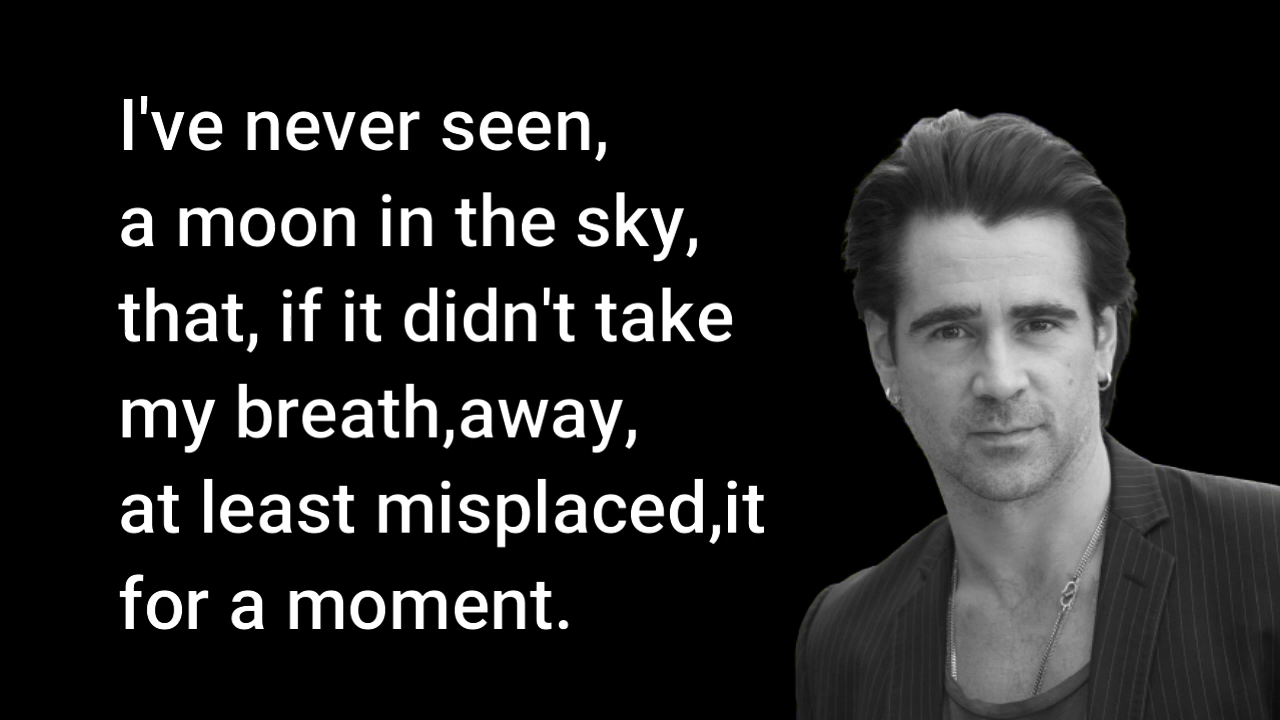 I've never seen,
a moon in the sky,
that, if it didn't take
my breath,away,
at least misplaced,it
for a moment.